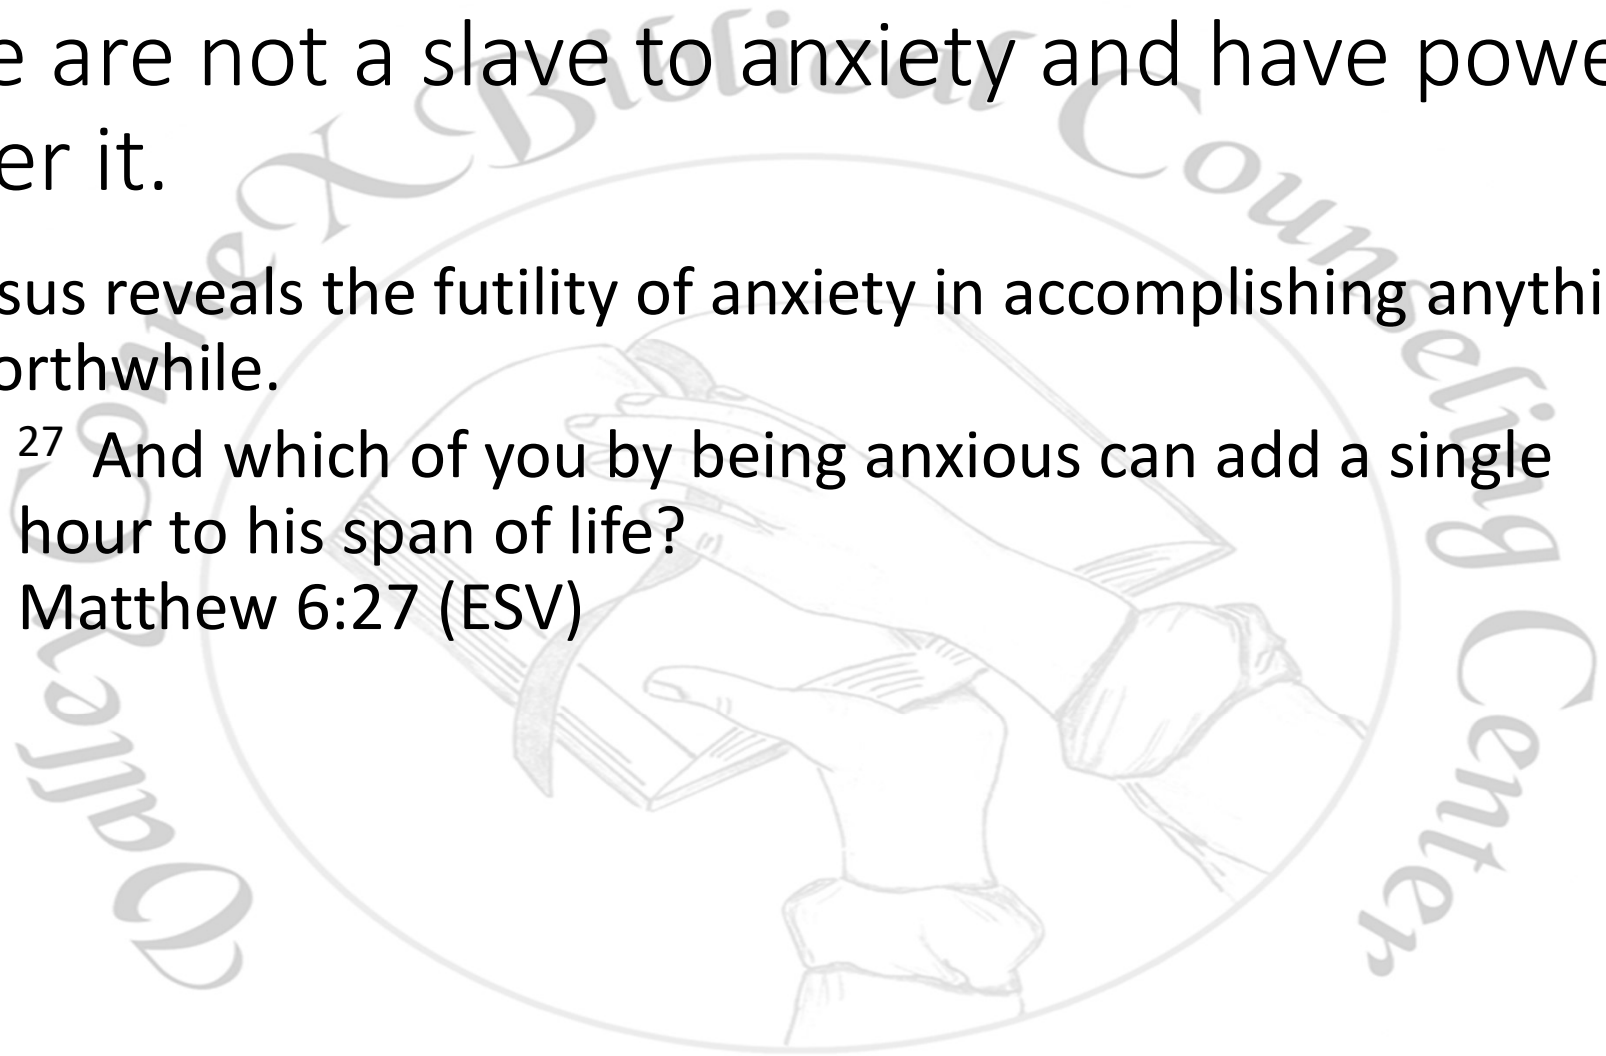 e are not a slave to anxiety and have powe
er it.
sus reveals the futility of anxiety in accomplishing anythi
orthwhile.
27 And which of you by being anxious can add a single
hour to his span of life?
Matthew 6:27 (ESV)
Quller ConneX Biblical Counseling Center